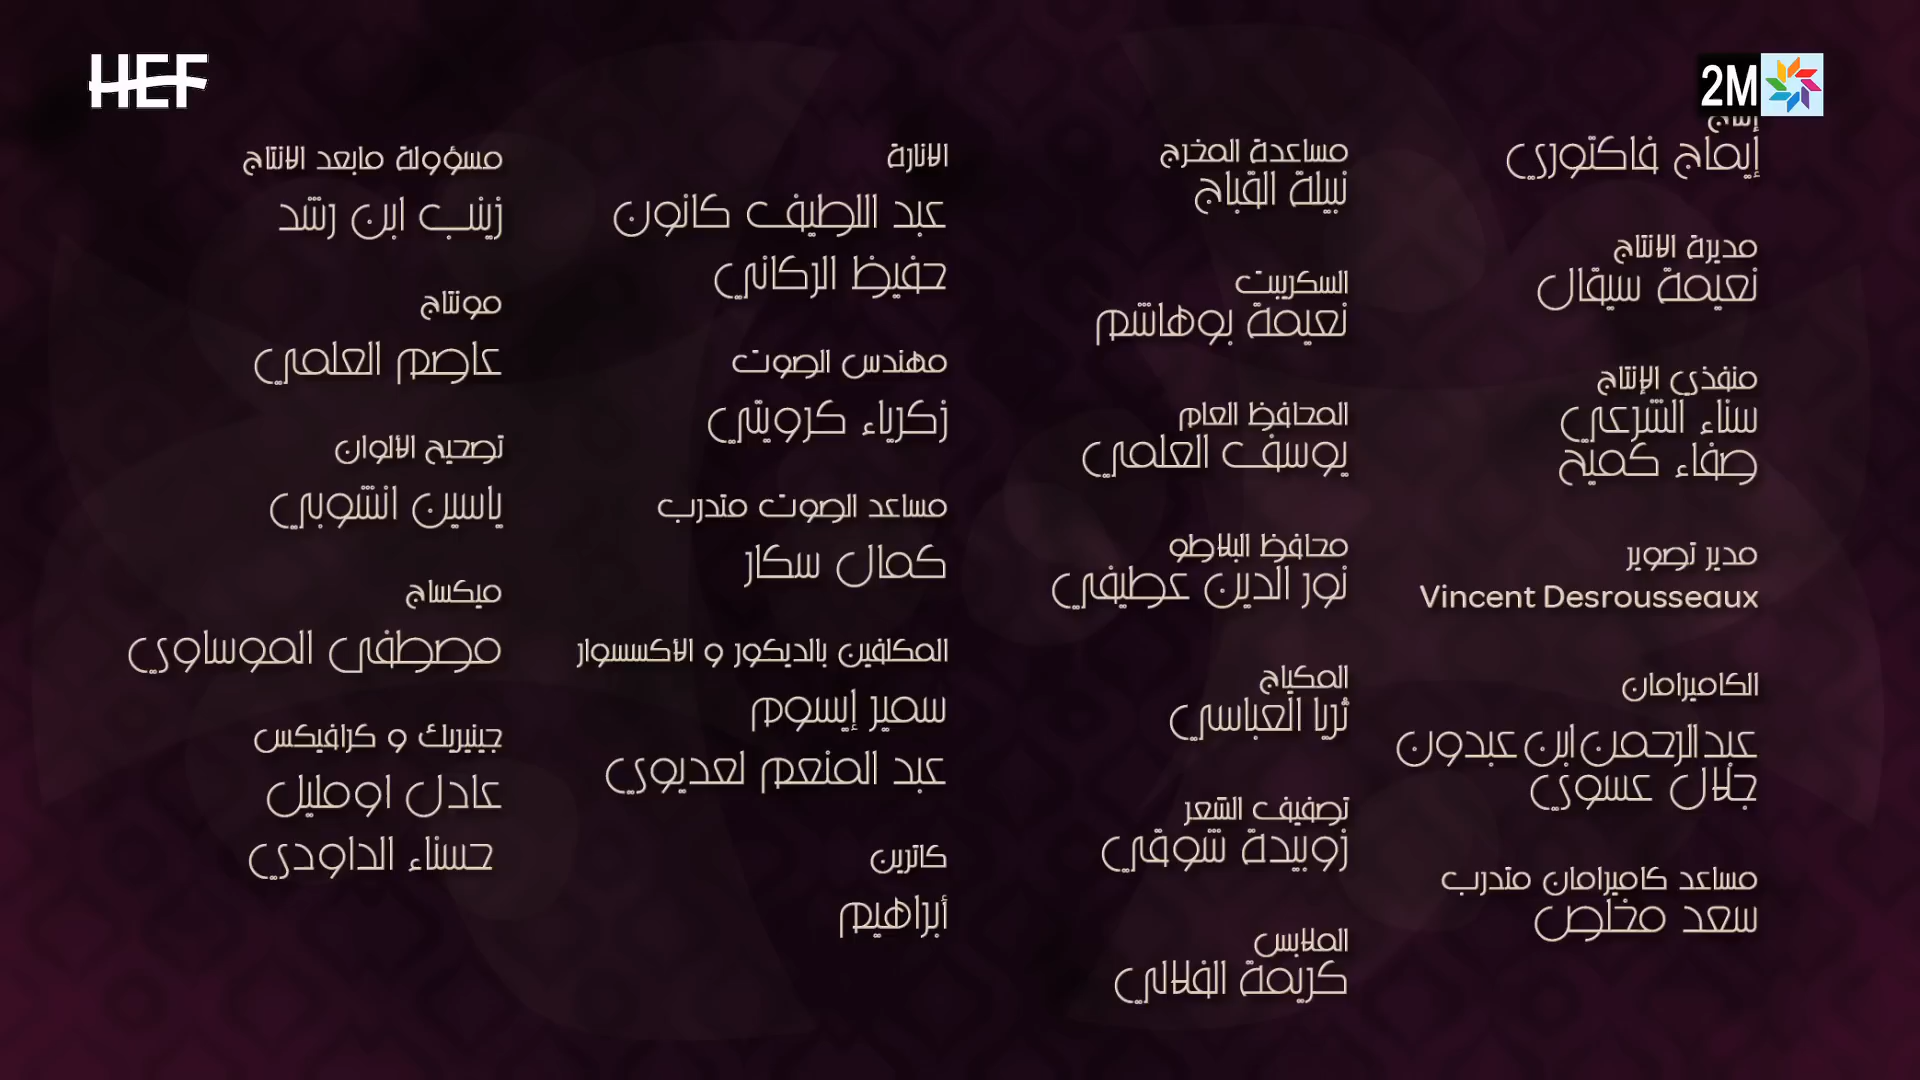 HEF
2M
إنتاج
إيماج فاكتوري
مديرة الانتاج
نعيمة سيقال
منفذي الإنتاج
سناء الشرعي
صفاء كميح
مدير تصوير
Vincent Desrousseaux
الكاميرامان
عبد الرحمن ابن عبدون
جلال عسوي
مساعد كاميرامان متدرب
سعد مخلص
مساعدة المخرج
نبيلة القباج
السكريبت
نعيمة بوهاشم
المحافظ العام
يوسف العلمي
محافظ البلاطو
نور الدين عطيفي
المكياج
ثريا العباسي
تصفيف الشعر
زوبيدة شوقي
الملابس
كريمة الفلالي
الانارة
عبد اللطيف كانون
حفيظ الركاني
مهندس الصوت
زكرياء كرويتي
مساعد الصوت متدرب
كمال سكار
المكلفين بالديكور و الأكسسوار
سمير إيسوم
عبد المنعم لعديوي
كاترين
أبراهيم
مسؤولة مابعد الانتاج
زينب ابن رشد
مونتاج
عاصم العلمي
تصحيح الألوان
ياسين انشوبي
ميكساج
مصطفى الموساوي
جينيريك و كرافيكس
عادل اومليل
حسناء الداودي